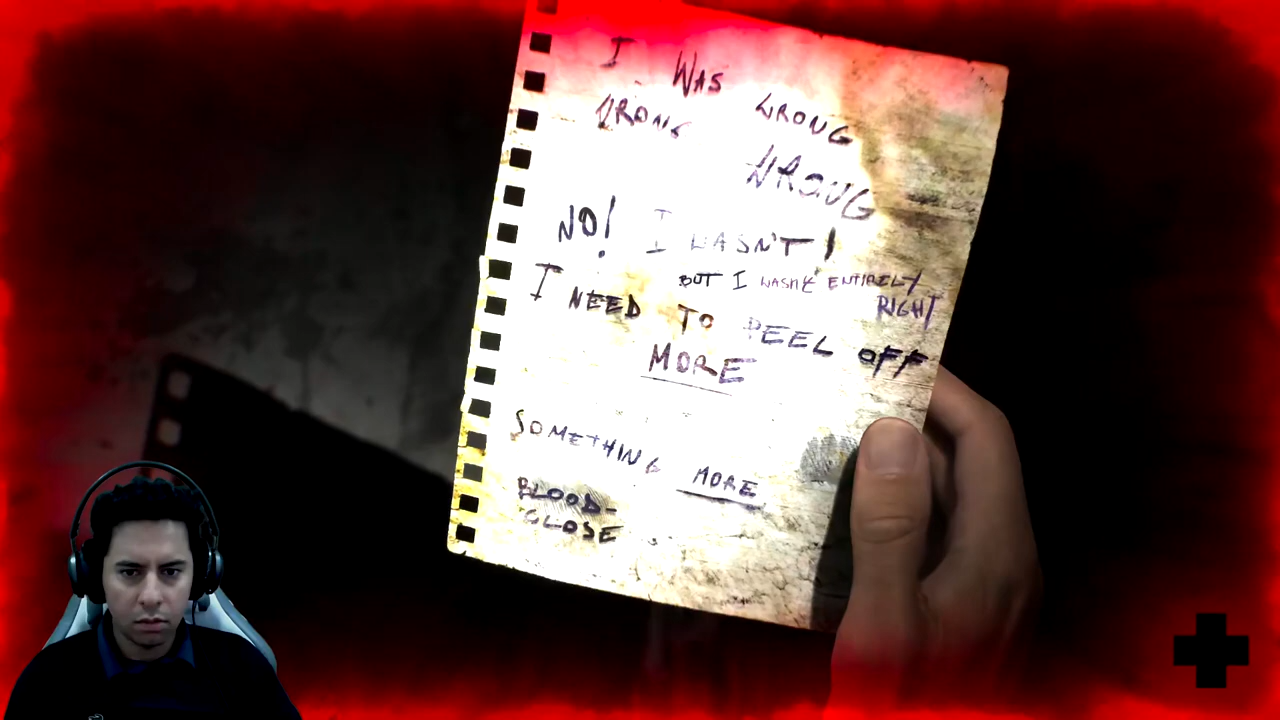 I WAS WRONG
WRONG
WRONG
NO! I WASN'T!
BUT I WASN'T ENTIRELY
RIGHT
I NEED TO PEEL OFF
MORE
SOMETHING MORE
BLOOD-
CLOSE